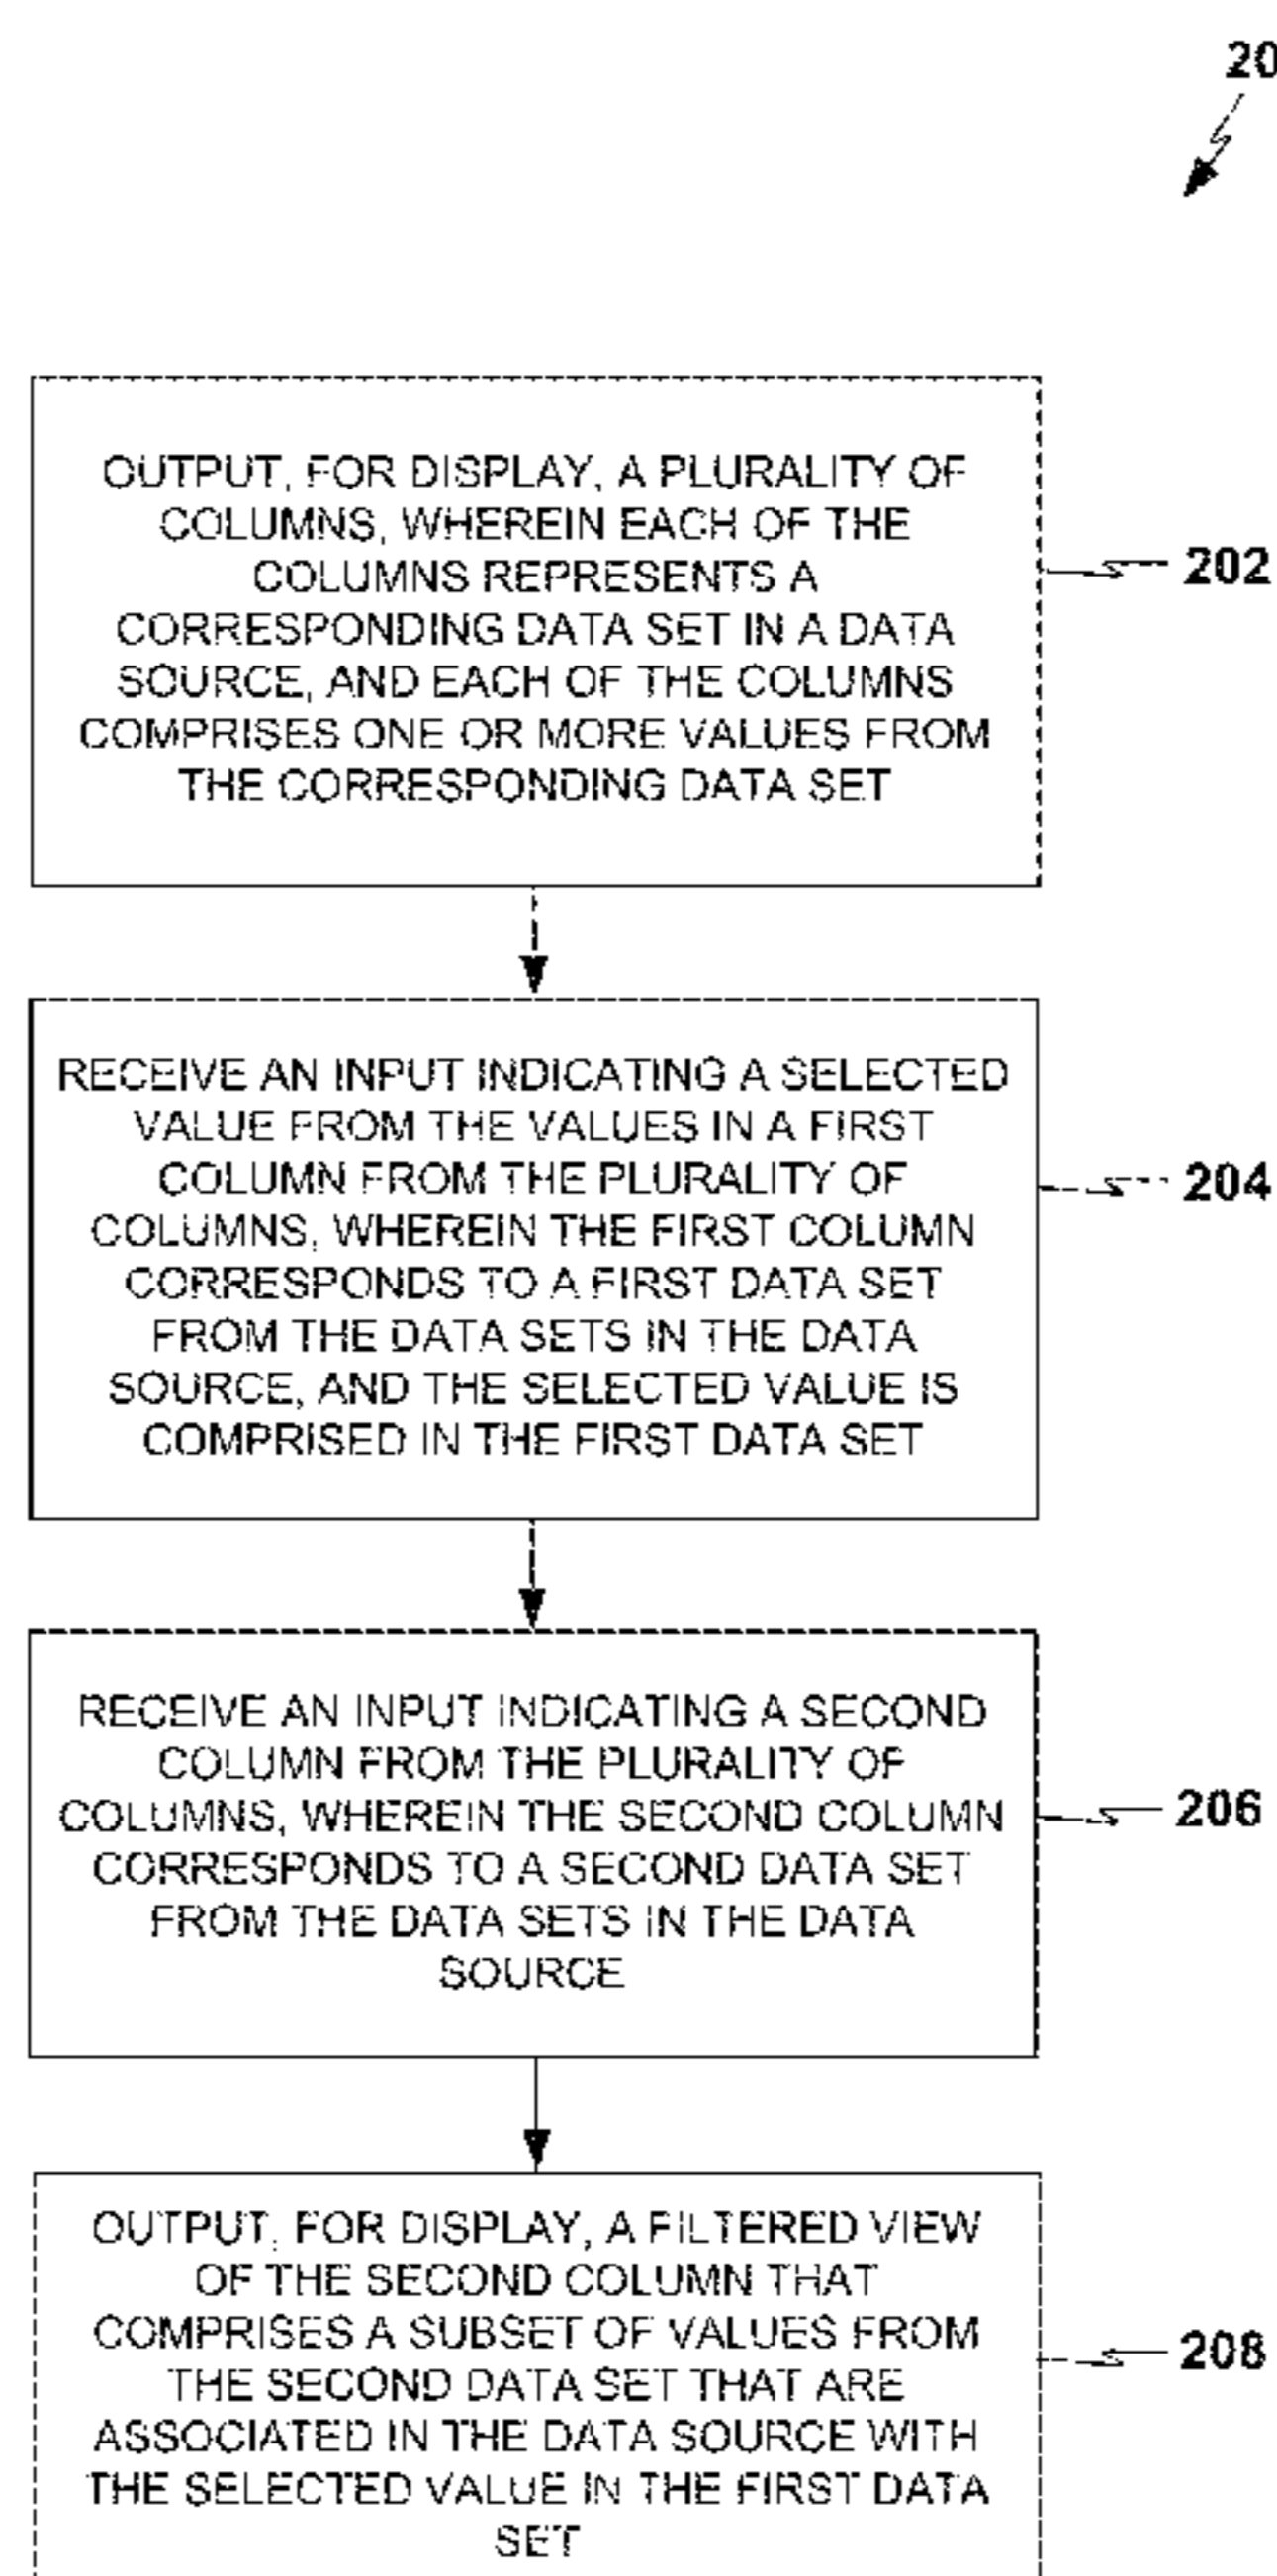 20
OUTPUT, FOR DISPLAY, A PLURALITY OF
COLUMNS, WHEREIN EACH OF THE
COLUMNS REPRESENTS A
CORRESPONDING DATA SET IN A DATA
SOURCE, AND EACH OF THE COLUMNS
COMPRISES ONE OR MORE VALUES FROM
THE CORRESPONDING DATA SET
202
RECEIVE AN INPUT INDICATING A SELECTED
VALUE FROM THE VALUES IN A FIRST
COLUMN FROM THE PLURALITY OF
COLUMNS, WHEREIN THE FIRST COLUMN
CORRESPONDS TO A FIRST DATA SET
FROM THE DATA SETS IN THE DATA
SOURCE, AND THE SELECTED VALUE IS
COMPRISED IN THE FIRST DATA SET
204
RECEIVE AN INPUT INDICATING A SECOND
COLUMN FROM THE PLURALITY OF
COLUMNS, WHEREIN THE SECOND COLUMN
CORRESPONDS TO A SECOND DATA SET
FROM THE DATA SETS IN THE DATA
SOURCE
206
OUTPUT, FOR DISPLAY, A FILTERED VIEW
OF THE SECOND COLUMN THAT
COMPRISES A SUBSET OF VALUES FROM
THE SECOND DATA SET THAT ARE
ASSOCIATED IN THE DATA SOURCE WITH
THE SELECTED VALUE IN THE FIRST DATA
SET
208